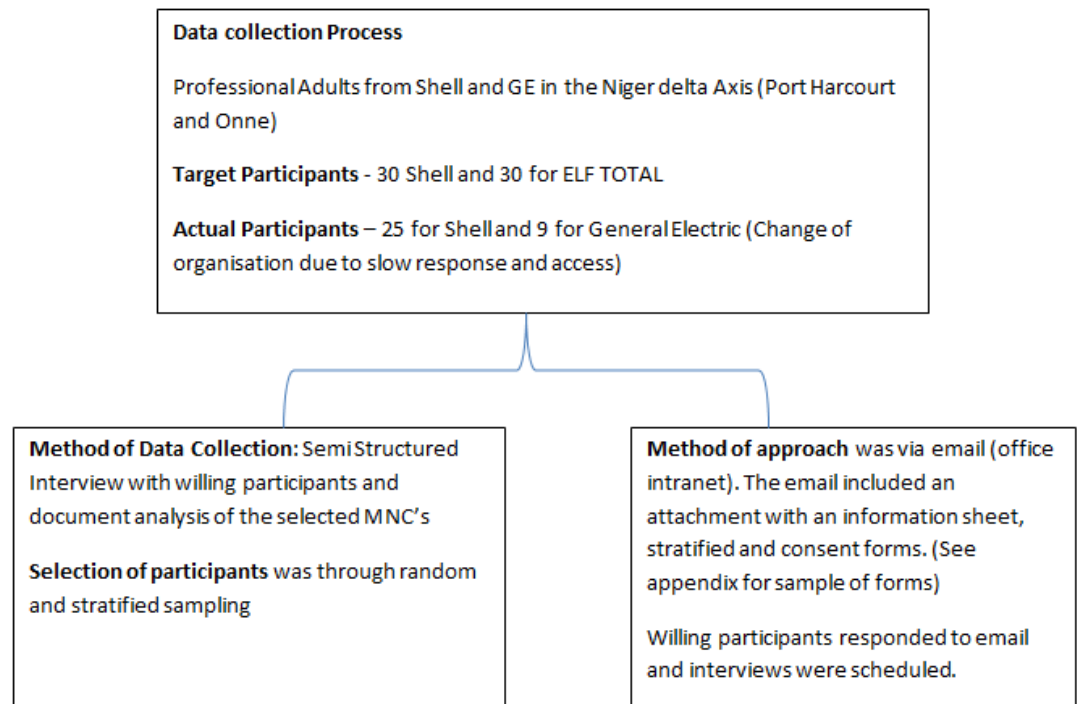 Data collection Process
Professional Adults from Shell and GE in the Niger delta Axis (Port Harcourt
and Onne)
Target Participants - 30 Shell and 30 for ELF TOTAL
Actual Participants – 25 for Shell and 9 for General Electric (Change of
organisation due to slow response and access)
Method of Data Collection: Semi Structured
Interview with willing participants and
document analysis of the selected MNC’s
Selection of participants was through random
and stratified sampling
Method of approach was via email (office
intranet). The email included an
attachment with an information sheet,
stratified and consent forms. (See
appendix for sample of forms)
Willing participants responded to email
and interviews were scheduled.